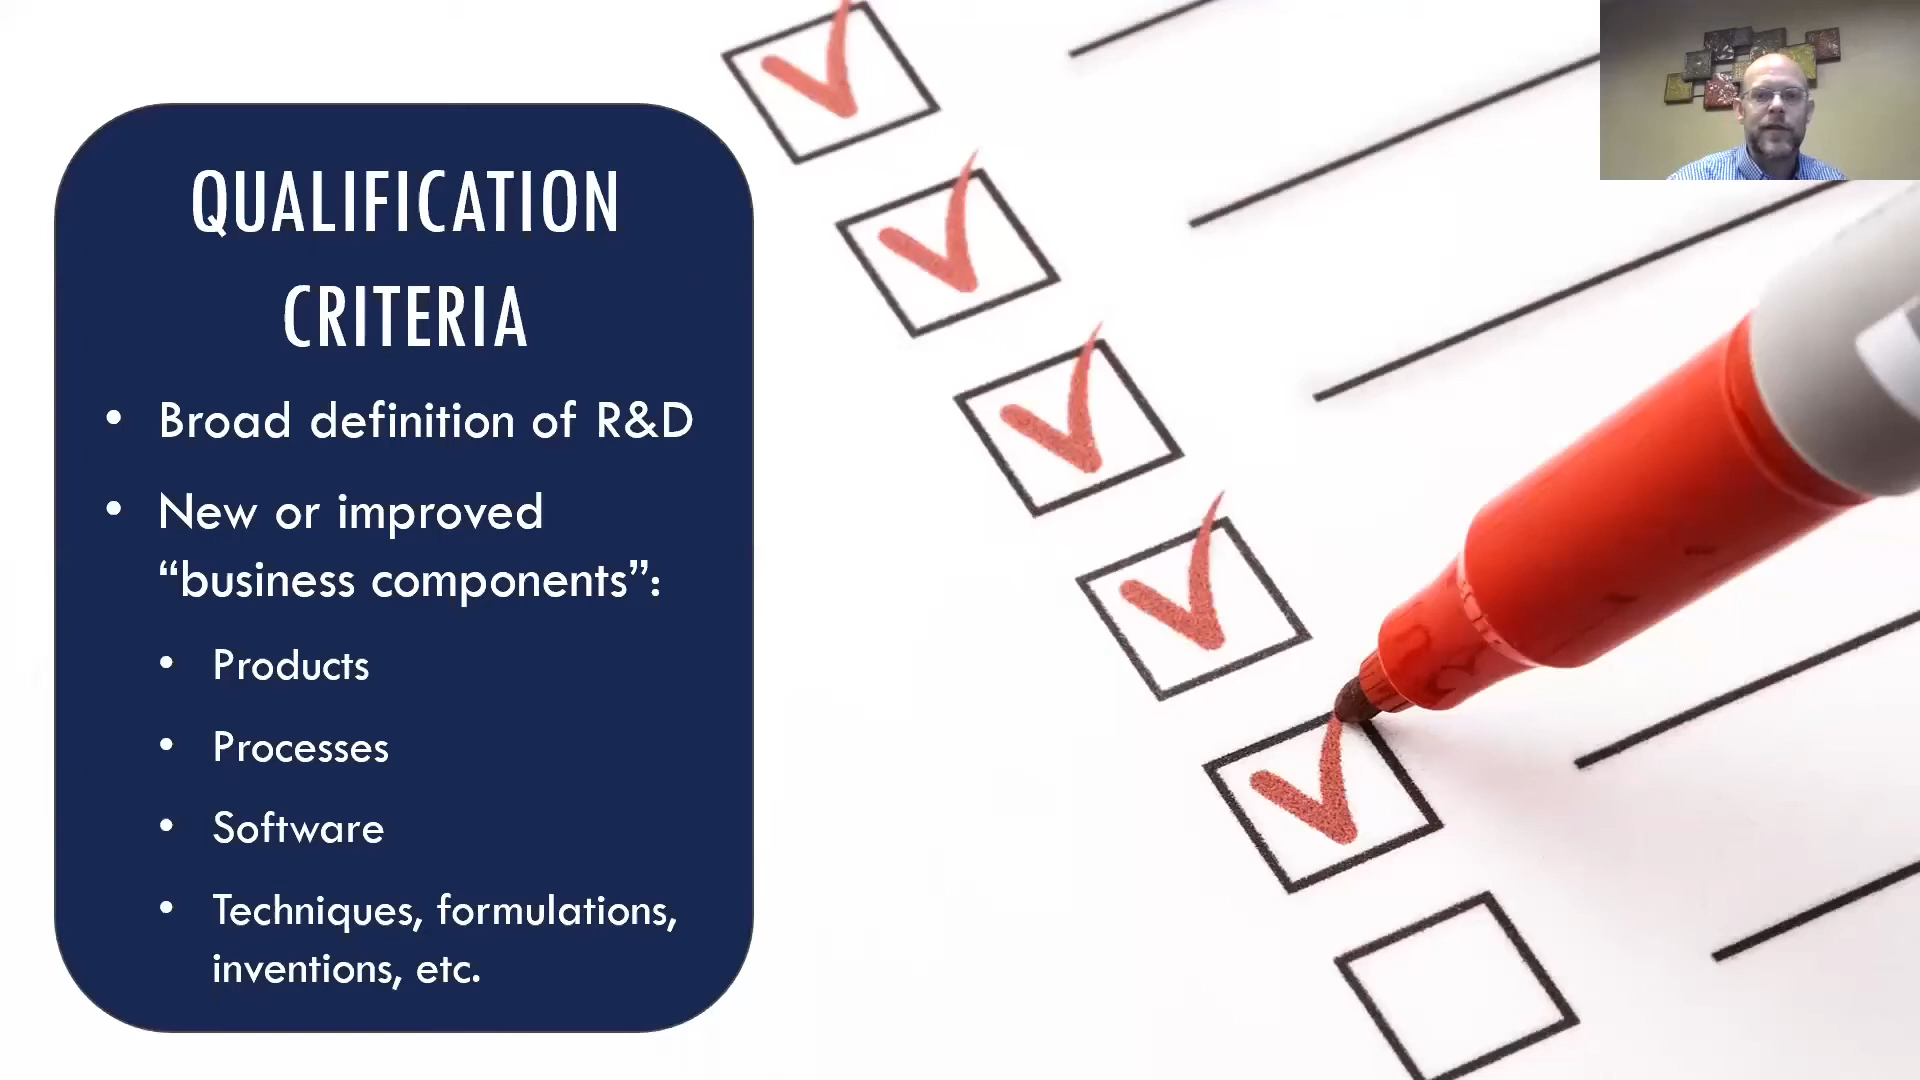 QUALIFICATION
CRITERIA
• Broad definition of R&D
• New or improved
“business components”:
• Products
• Processes
• Software
• Techniques, formulations,
inventions, etc.